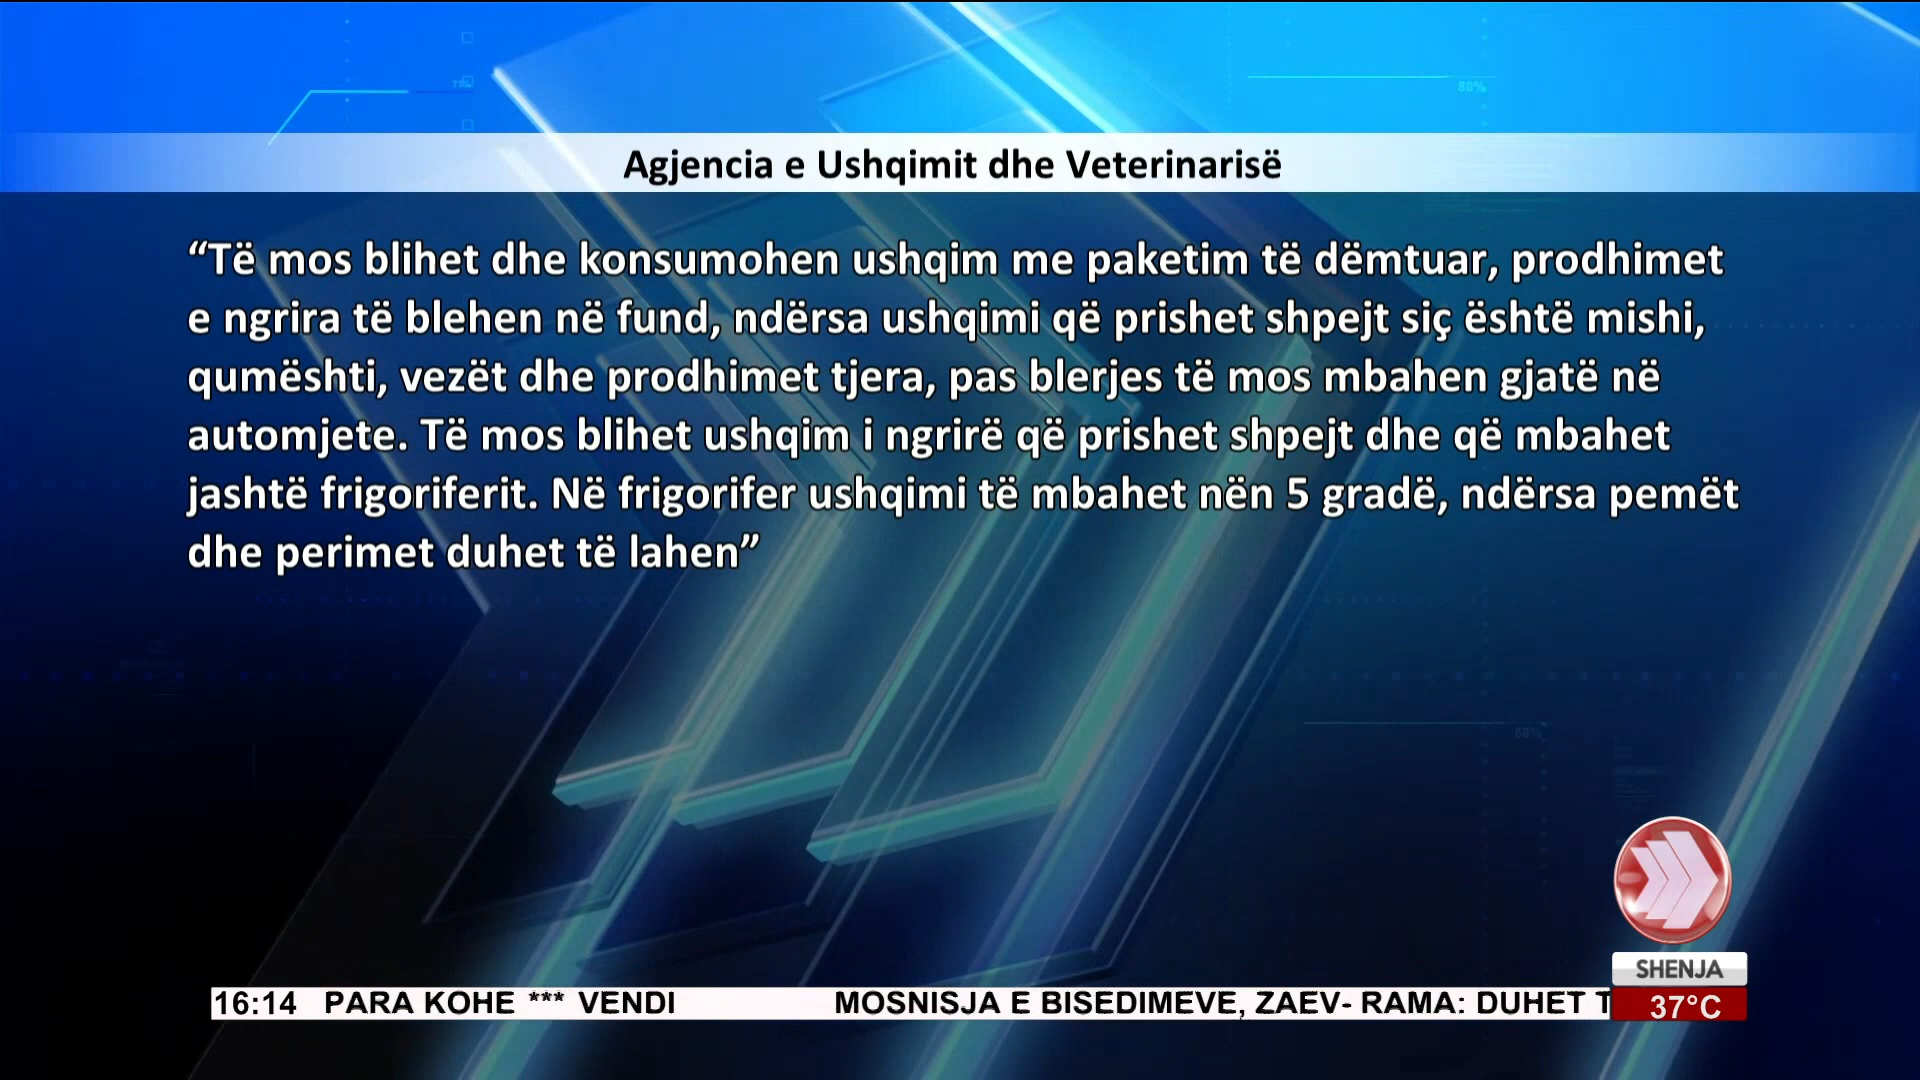 Agjencia e Ushqimit dhe Veterinarisë
“Të mos blihet dhe konsumohen ushqim me paketim të dëmtuar, prodhimet
e ngrira të blehen në fund, ndërsa ushqimi që prishet shpejt siç është mishi,
qumështi, vezët dhe prodhimet tjera, pas blerjes të mos mbahen gjatë në
automjete. Të mos blihet ushqim i ngrirë që prishet shpejt dhe që mbahet
jashtë frigoriferit. Në frigorifer ushqimi të mbahet nën 5 gradë, ndërsa pemët
dhe perimet duhet të lahen”
80%
SHENJA
16:14 PARA KOHE *** VENDI MOSNISJA E BISEDIMEVE, ZAEV- RAMA: DUHET T
37°C